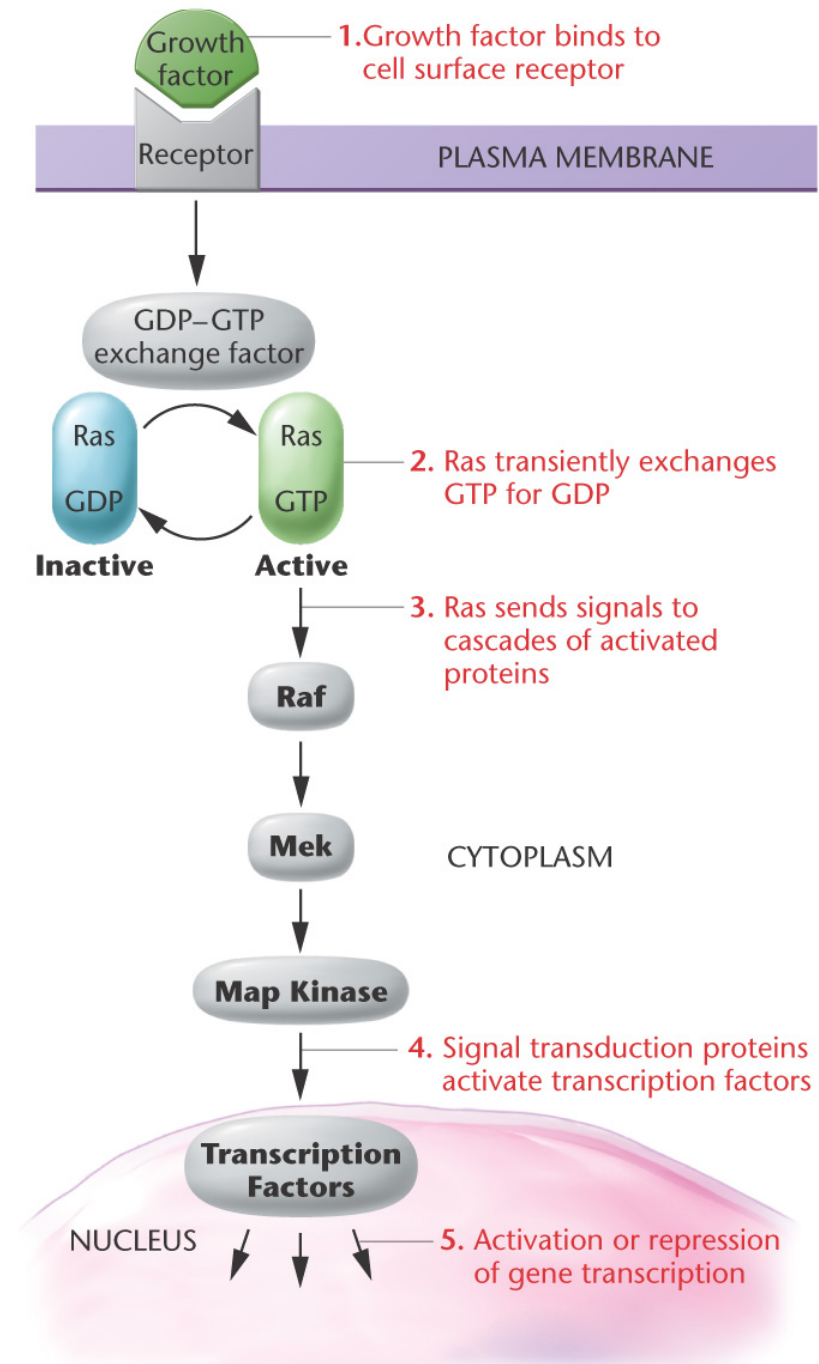 Growth
factor
1.Growth factor binds to
cell surface receptor
Receptor
PLASMA MEMBRANE
GDP–GTP
exchange factor
Ras
GDP
Inactive
Ras
GTP
Active
2. Ras transiently exchanges
GTP for GDP
3. Ras sends signals to
cascades of activated
proteins
Raf
Mek
CYTOPLASM
Map Kinase
4. Signal transduction proteins
activate transcription factors
Transcription
Factors
NUCLEUS
5. Activation or repression
of gene transcription